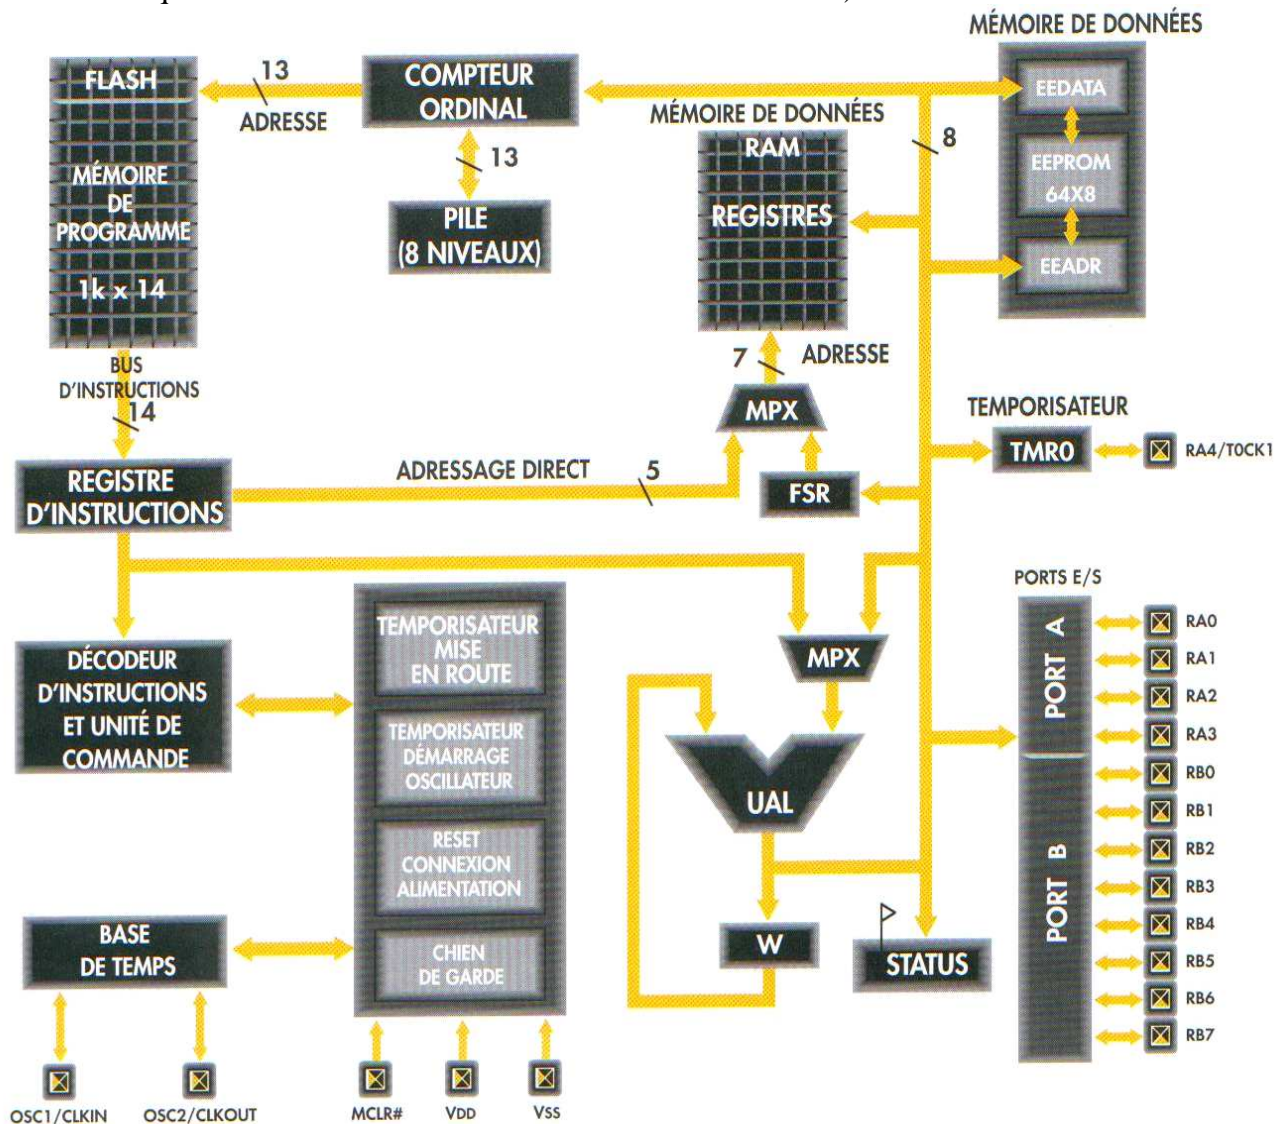 MÉMOIRE DE DONNÉES
FLASH
MÉMOIRE
DE
PROGRAMME
1k x 14
13
ADRESSE
COMPTEUR
ORDINAL
13
PILE
(8 NIVEAUX)
MÉMOIRE DE DONNÉES
RAM
REGISTRES
8
EEDATA
EEPROM
64X8
EEADR
BUS
D'INSTRUCTIONS
14
7
ADRESSE
MPX
REGISTRE
D'INSTRUCTIONS
ADRESSAGE DIRECT
5
FSR
TEMPORISATEUR
TMR0
RA4/T0CK1
DÉCODEUR
D'INSTRUCTIONS
ET UNITÉ DE
COMMANDE
TEMPORISATEUR
MISE
EN ROUTE
TEMPORISATEUR
DÉMARRAGE
OSCILLATEUR
RESET
CONNEXION
ALIMENTATION
CHIEN
DE GARDE
MPX
UAL
W
STATUS
PORTS E/S
PORT A
PORT B
RA0
RA1
RA2
RA3
RB0
RB1
RB2
RB3
RB4
RB5
RB6
RB7
BASE
DE TEMPS
OSC1/CLKIN
OSC2/CLKOUT
MCLR#
VDD
VSS